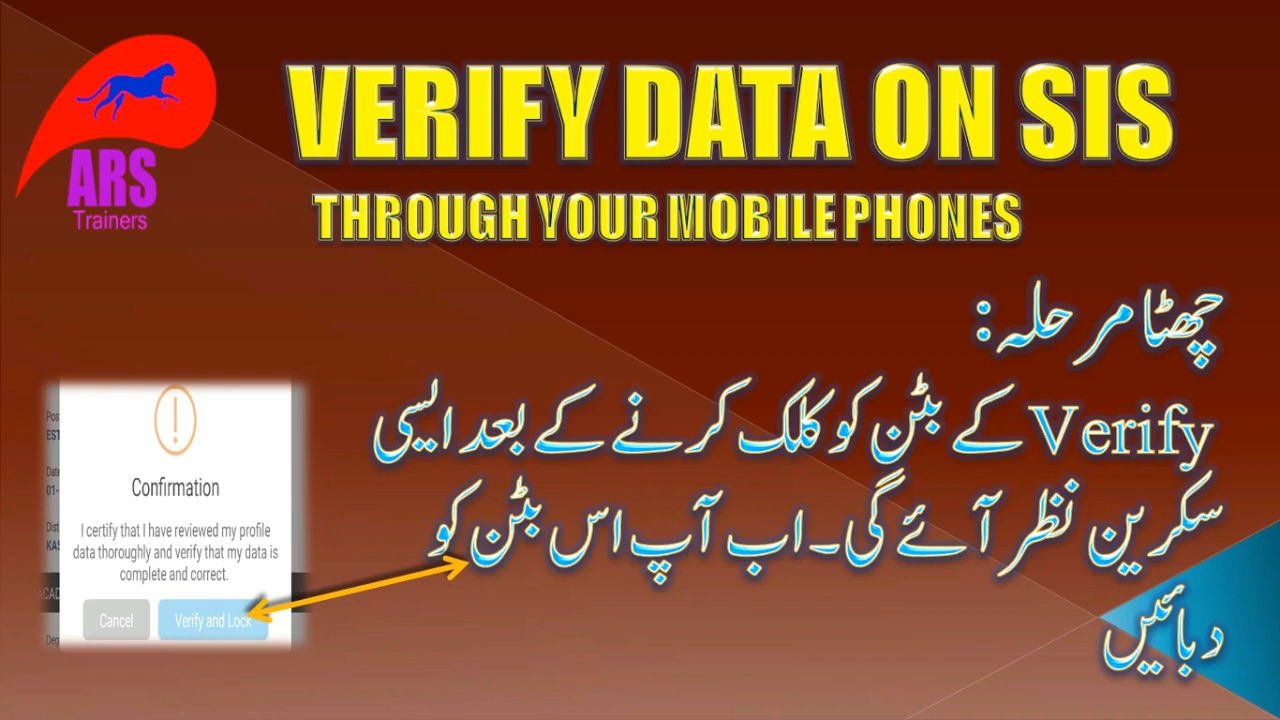 ARS
Trainers
VERIFY DATA ON SIS
THROUGH YOUR MOBILE PHONES
چھٹا مرحلہ:
Verify کے بٹن کو کلک کرنے کے بعد ایسی
سکرین نظر آئے گی۔ اب آپ اس بٹن کو
دبائیں
Confirmation
I certify that I have reviewed my profile
data thoroughly and verify that my data is
complete and correct.
Cancel
Verify and Lock